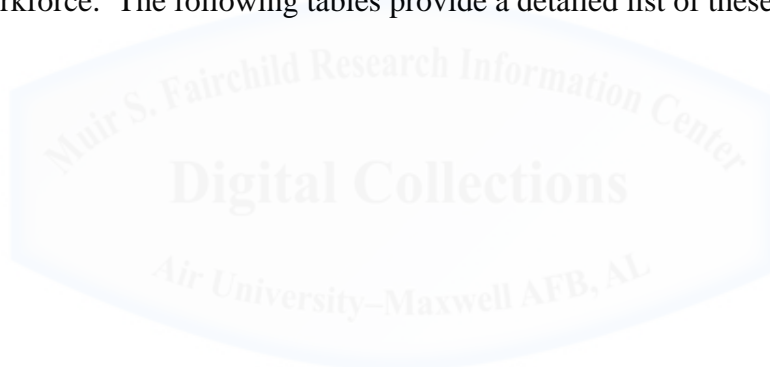 rkforce. The following tables provide a detailed list of these
Muir S. Fairchild Research Information Center
Digital Collections
Air University–Maxwell AFB, AL